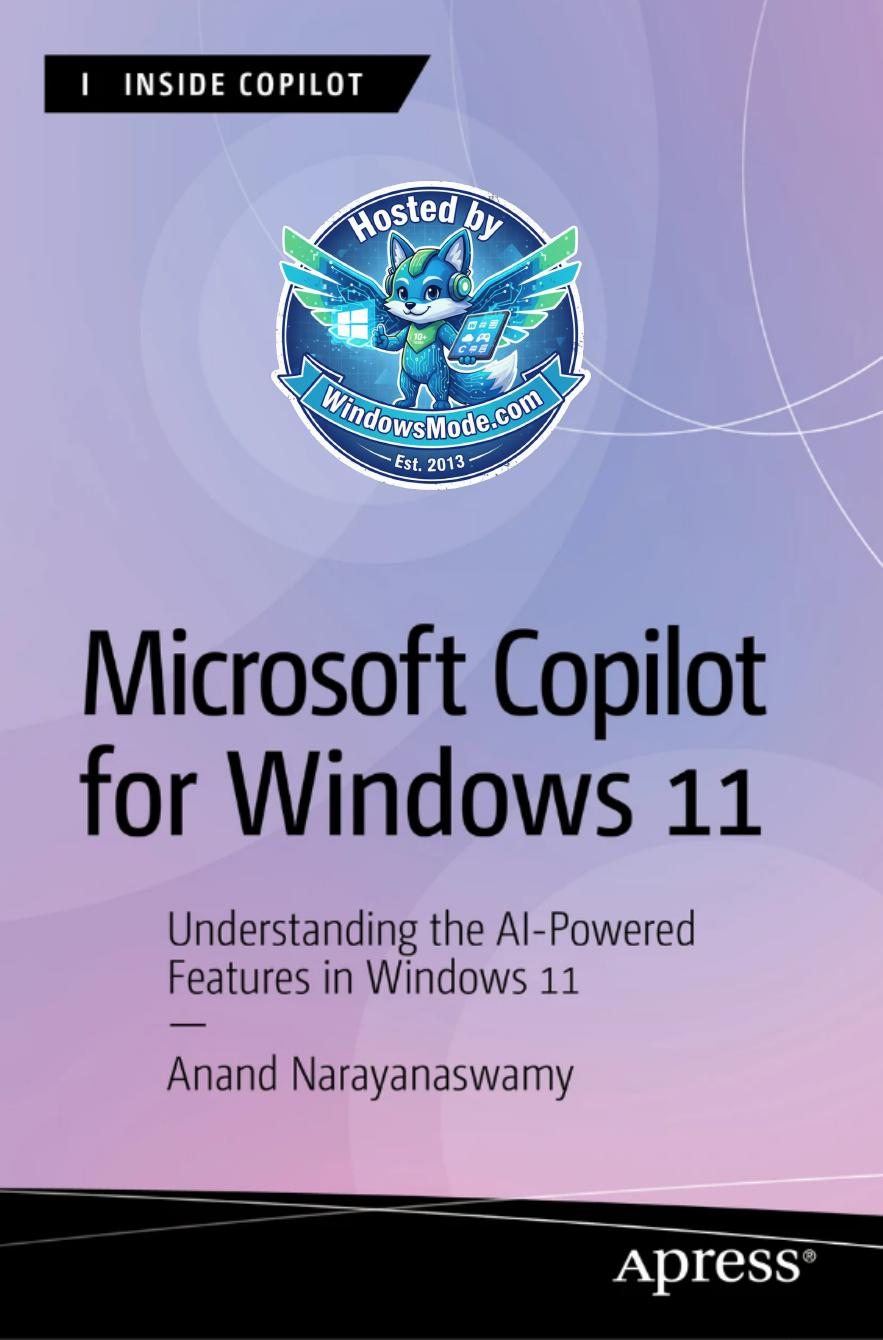 I INSIDE COPILOT
Hosted by
10+
WindowsMode.com
Est. 2013
Microsoft Copilot
for Windows 11
Understanding the AI-Powered
Features in Windows 11
—
Anand Narayanaswamy
Apress®